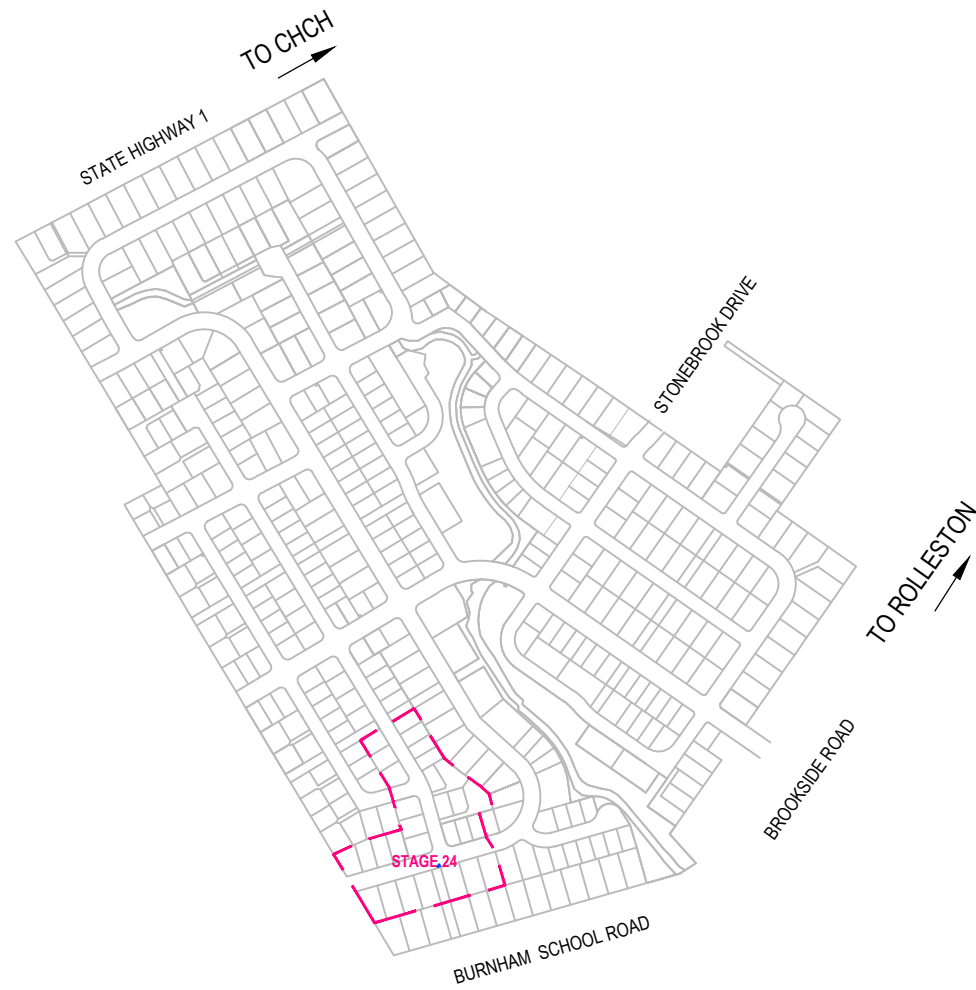 TO CHCH
STATE HIGHWAY 1
STONEBROOK DRIVE
TO ROLLESTON
BROOKSIDE ROAD
STAGE 24
BURNHAM SCHOOL ROAD